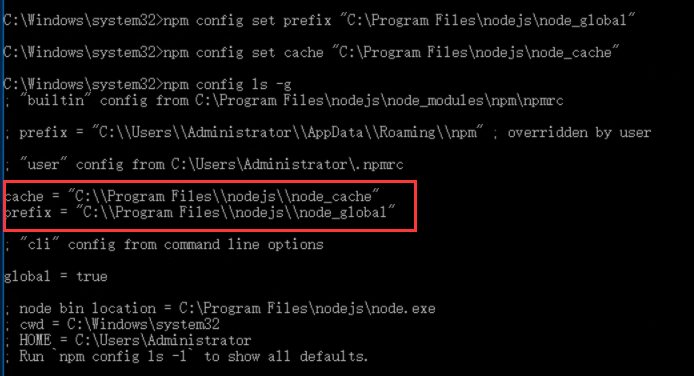 C:\Windows\system32>npm config set prefix "C:\Program Files\nodejs\node_global"
C:\Windows\system32>npm config set cache "C:\Program Files\nodejs\node_cache"
C:\Windows\system32>npm config ls -g
; "builtin" config from C:\Program Files\nodejs\node_modules\npm\npmrc
; prefix = "C:\\Users\\Administrator\\AppData\\Roaming\\npm" ; overridden by user
; "user" config from C:\Users\Administrator\.npmrc
cache = "C:\\Program Files\\nodejs\\node_cache"
prefix = "C:\\Program Files\\nodejs\\node_global"
; "cli" config from command line options
global = true
; node bin location = C:\Program Files\nodejs\node.exe
; cwd = C:\Windows\system32
; HOME = C:\Users\Administrator
; Run `npm config ls -l` to show all defaults.